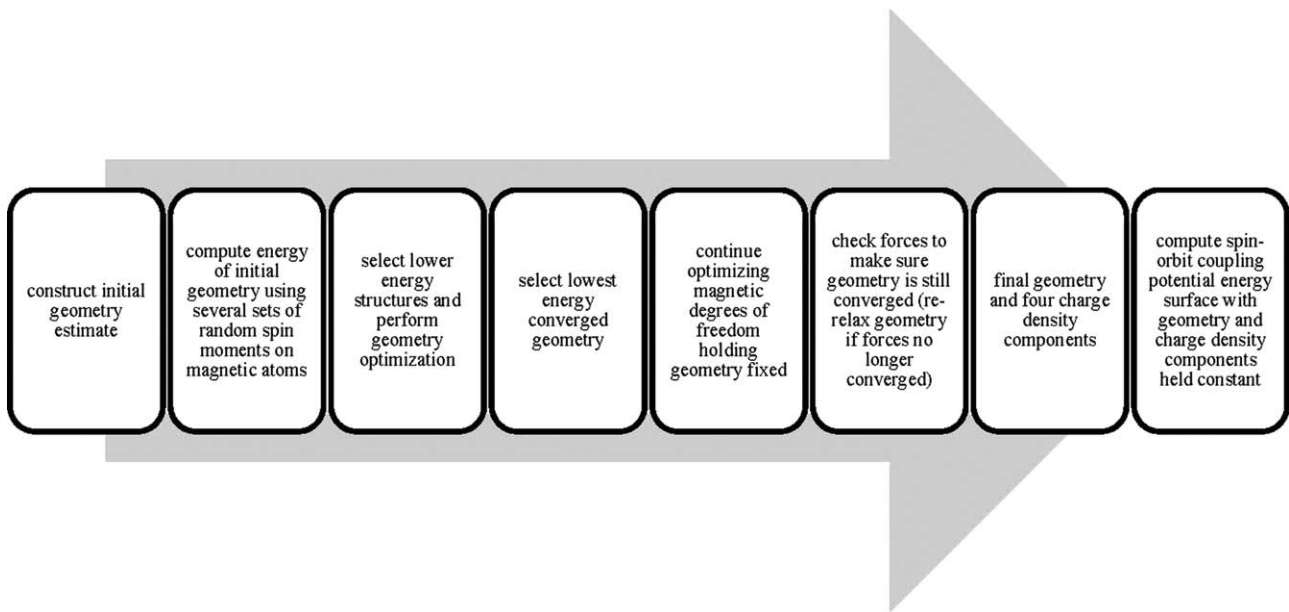 construct initial
geometry
estimate
compute energy
of initial
geometry using
several sets of
random spin
moments on
magnetic atoms
select lower
energy
structures and
perform
geometry
optimization
select lowest
energy
converged
geometry
continue
optimizing
magnetic
degrees of
freedom
holding
geometry fixed
check forces to
make sure
geometry is still
converged (re-
relax geometry
if forces no
longer
converged)
final geometry
and four charge
density
components
compute spin-
orbit coupling
potential energy
surface with
geometry and
charge density
components
held constant